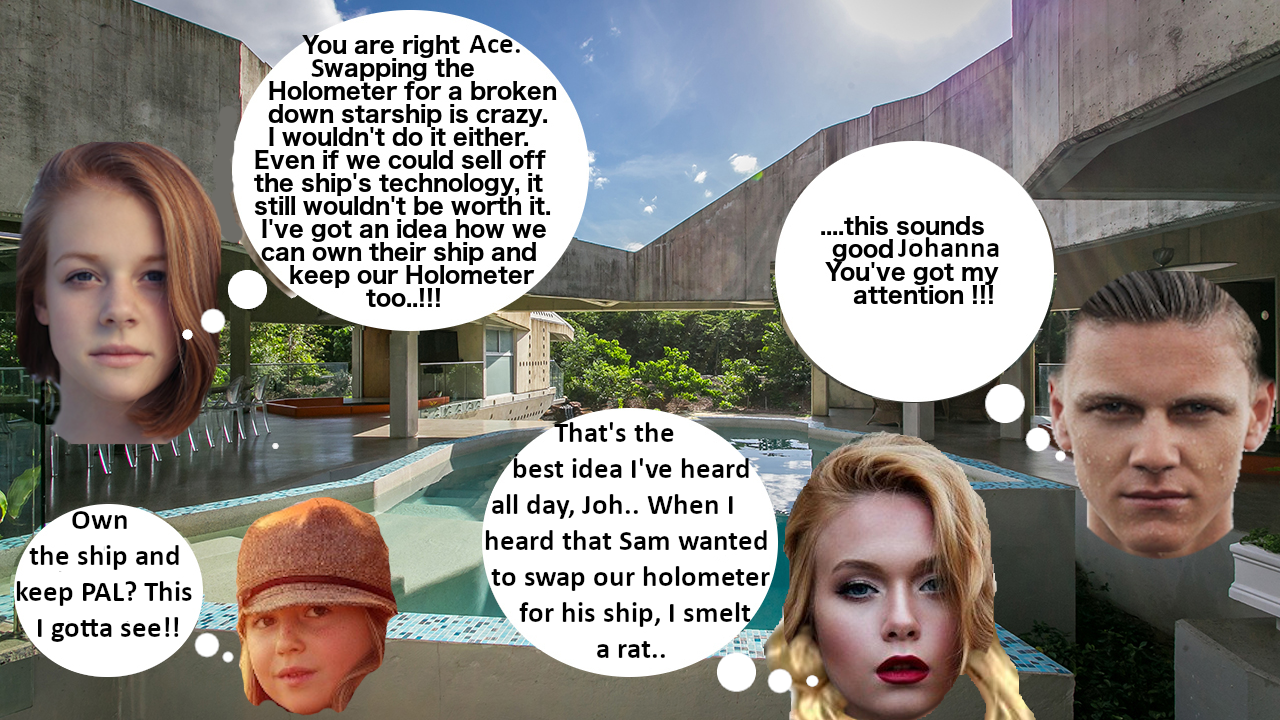 You are right Ace.
Swapping the
Holometer for a broken
down starship is crazy.
I wouldn't do it either.
Even if we could sell off
the ship's technology, it
still wouldn't be worth it.
I've got an idea how we
can own their ship and
keep our Holometer
too..!!!
....this sounds
good Johanna
You've got my
attention !!!
That's the
best idea I've heard
all day, Joh.. When I
heard that Sam wanted
to swap our holometer
for his ship, I smelt
a rat..
Own
the ship and
keep PAL? This
I gotta see!!